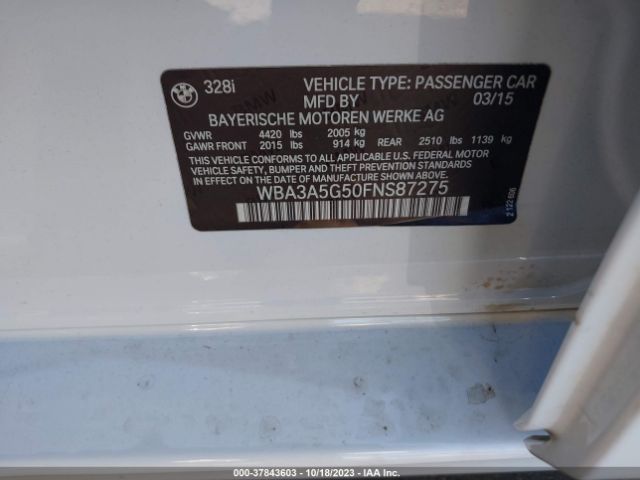 328i VEHICLE TYPE: PASSENGER CAR
MFD BY 03/15
BAYERISCHE MOTOREN WERKE AG
GVWR 4420 lbs 2005 kg
GAWR FRONT 2015 lbs 914 kg REAR 2510 lbs 1139 kg
THIS VEHICLE CONFORMS TO ALL APPLICABLE U.S. FEDERAL MOTOR
VEHICLE SAFETY, BUMPER AND THEFT PREVENTION STANDARDS
IN EFFECT ON THE DATE OF MANUFACTURE SHOWN ABOVE.
WBA3A5G50FNS87275
000-37843603 - 10/18/2023 - IAA Inc.